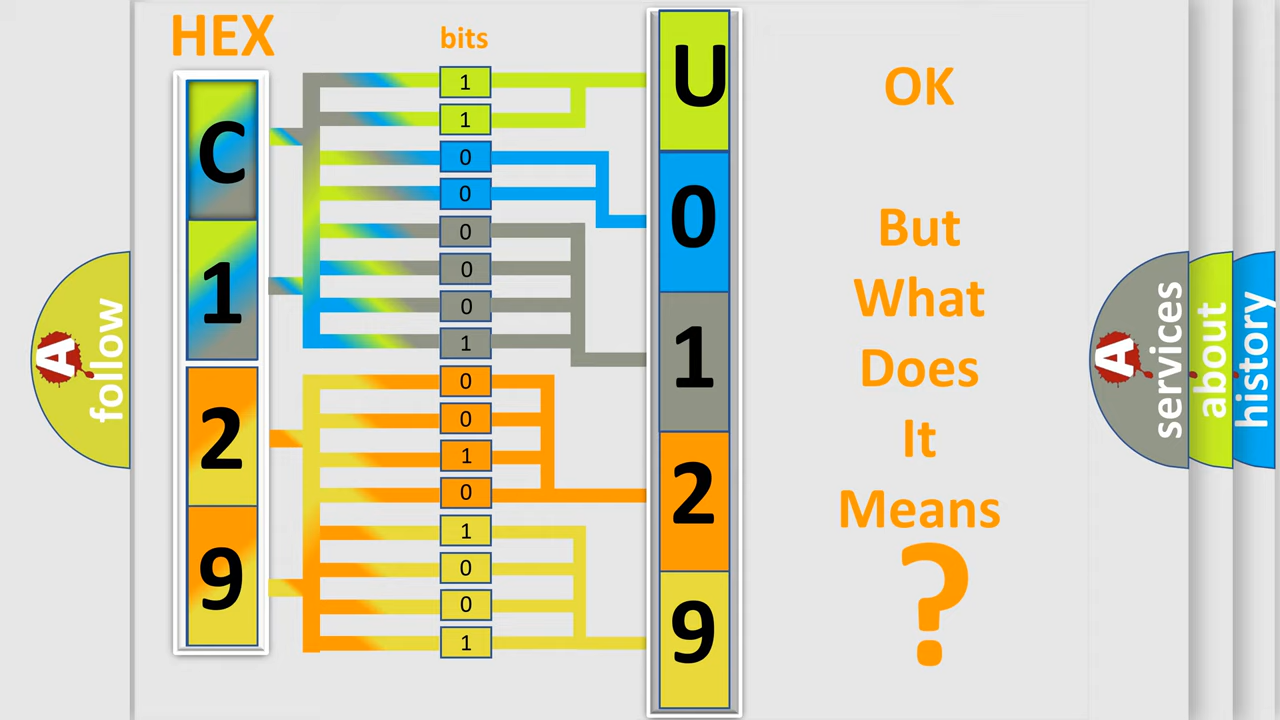 HEX
bits
C
1
2
9
1
1
0
0
0
0
0
1
0
0
1
0
1
0
0
1
U
0
1
2
9
OK
But
What
Does
It
Means
?
A
follow
A
services
about
history